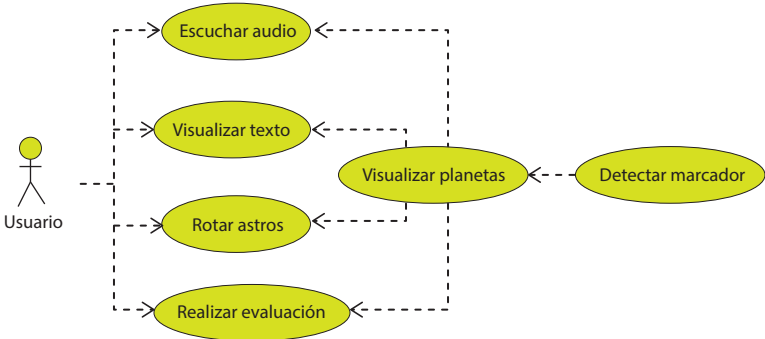 Escuchar audio
Visualizar texto
Visualizar planetas
Detectar marcador
Usuario
Rotar astros
Realizar evaluación